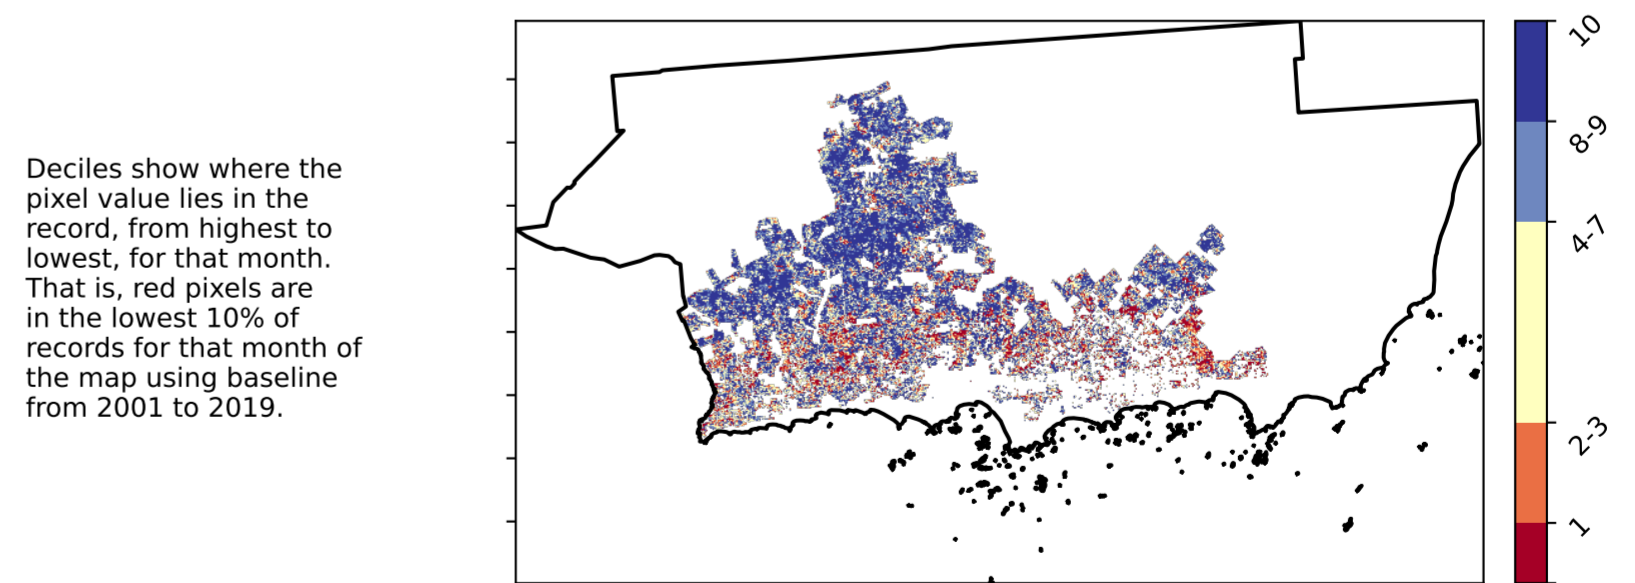 Deciles show where the
pixel value lies in the
record, from highest to
lowest, for that month.
That is, red pixels are
in the lowest 10% of
records for that month of
the map using baseline
from 2001 to 2019.
10
8-9
4-7
2-3
1